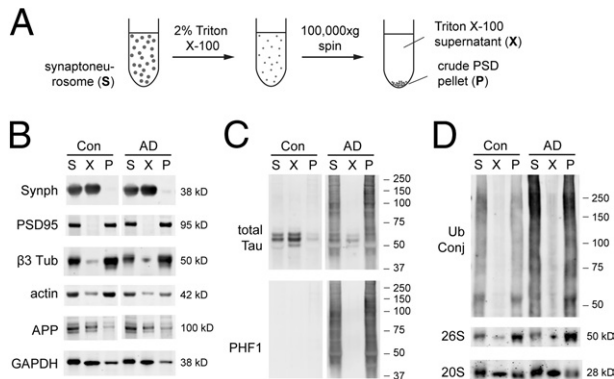 A
2% Triton
X-100
100,000xg
spin
Triton X-100
supernatant (X)
synaptoneu-
rosome (S)
crude PSD
pellet (P)
B
Con AD
S X P S X P
Synph 38 kD
PSD95 95 kD
β3 Tub 50 kD
actin 42 kD
APP 100 kD
GAPDH 38 kD
C
Con AD
S X P S X P
250
150
100
75
total
Tau
50
37
250
150
100
75
PHF1
50
37
D
Con AD
S X P S X P
250
150
Ub
Conj
100
75
50
26S 50 kD
20S 28 kD